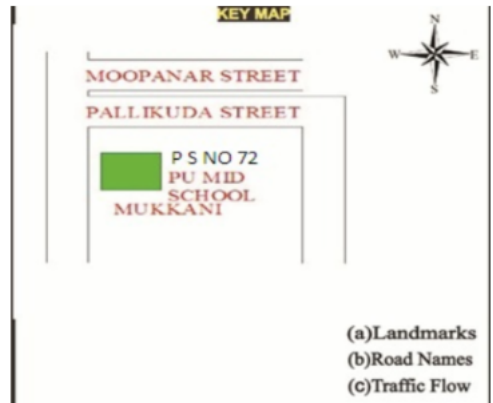 KEY MAP
N
W E
S
MOOPANAR STREET
PALLIKUDA STREET
P S NO 72
PU MID
SCHOOL
MUKKANI
(a)Landmarks
(b)Road Names
(c)Traffic Flow